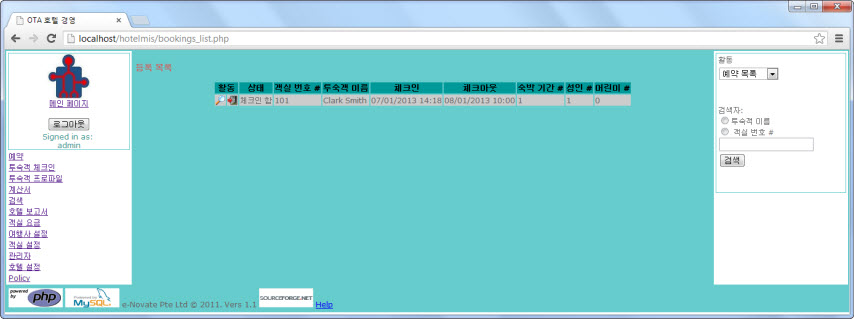 OTA 호텔 경영
localhost/hotelmis/bookings_list.php
메인 페이지
로그아웃
Signed in as:
admin
예약
투숙객 체크인
투숙객 프로파일
계산서
검색
호텔 보고서
객실 요금
여행사 설정
객실 설정
관리자
호텔 설정
Policy
등록 목록
활동 상태 객실 번호 # 투숙객 이름 체크인 체크아웃 숙박 기간 # 성인 # 어린이 #
체크인 함 101 Clark Smith 07/01/2013 14:18 08/01/2013 10:00 1 1 0
활동
예약 목록
검색자:
투숙객 이름
객실 번호 #
검색
powered by php
Powered by MySQL e-Novate Pte Ltd © 2011. Vers 1.1 SOURCEFORGE.NET Help